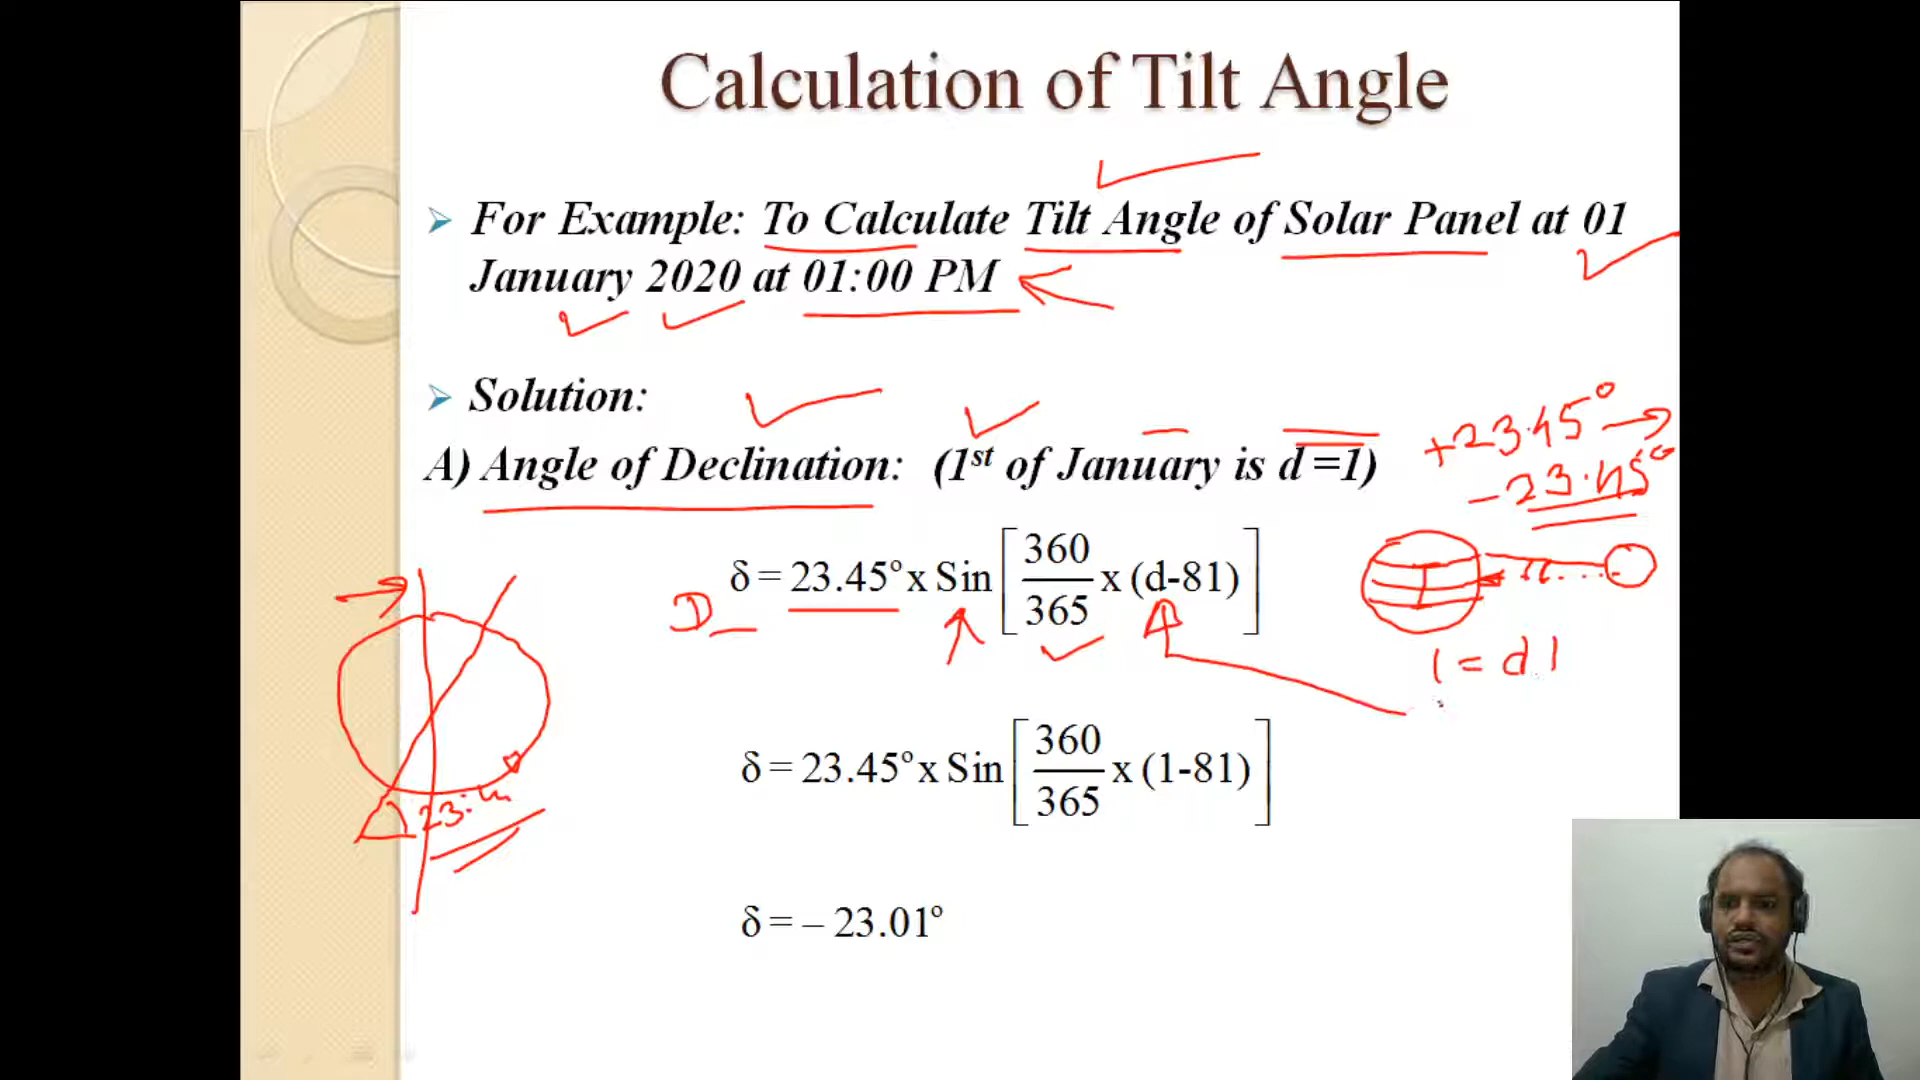 Calculation of Tilt Angle
For Example: To Calculate Tilt Angle of Solar Panel at 01
January 2020 at 01:00 PM
Solution:
+23.45°
A) Angle of Declination: (1st of January is d =1)
-23.45°
δ = 23.45° x Sin [ 360/365 x (d-81) ]
D
1 = d 1
δ = 23.45° x Sin [ 360/365 x (1-81) ]
23.
δ = – 23.01°